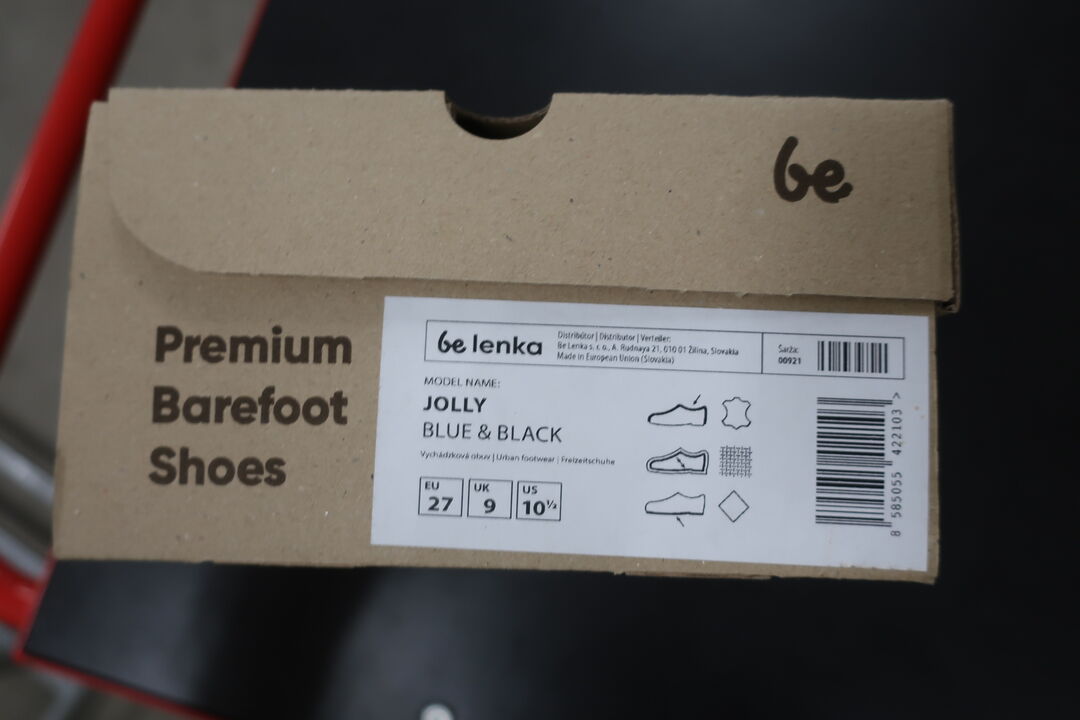 be
Premium
Barefoot
Shoes
be lenka
Distribútor | Distributor | Verteiler:
Be Lenka s. r. o., A. Rudnaya 21, 010 01 Žilina, Slovakia
Made in European Union (Slovakia)
Šarža:
00921
MODEL NAME:
JOLLY
BLUE & BLACK
Vychádzková obuv | Urban footwear | Freizeitschuhe
EU
27
UK
9
US
10½
8 585055 422103 >